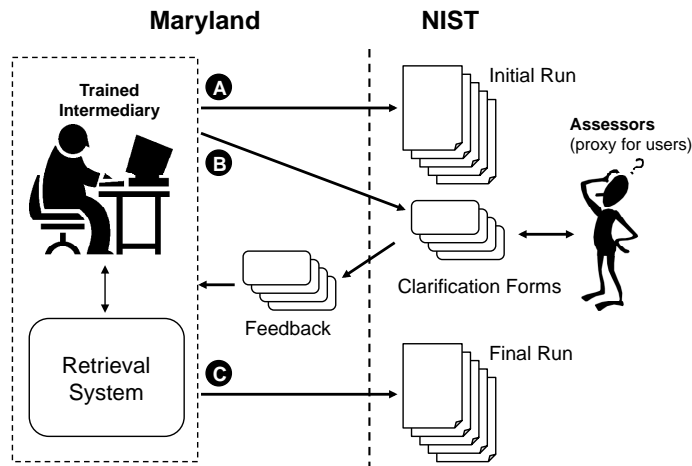 Maryland
NIST
Trained
Intermediary
A
Initial Run
Assessors
(proxy for users)
?
B
Clarification Forms
Feedback
Retrieval
System
C
Final Run